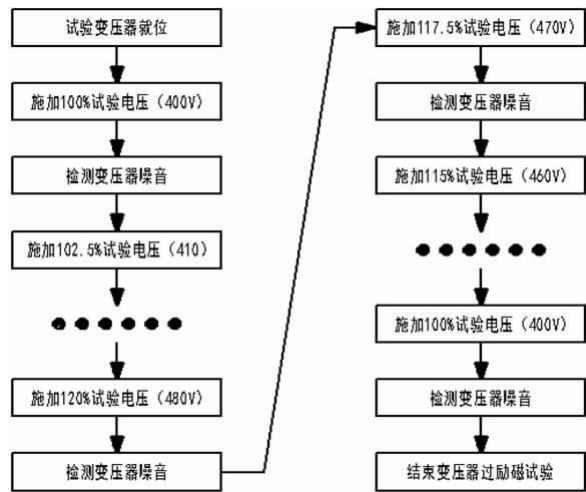 试验变压器就位
施加100%试验电压（400V）
检测变压器噪音
施加102.5%试验电压（410）
施加120%试验电压（480V）
检测变压器噪音
施加117.5%试验电压（470V）
检测变压器噪音
施加115%试验电压（460V）
施加100%试验电压（400V）
检测变压器噪音
结束变压器过励磁试验